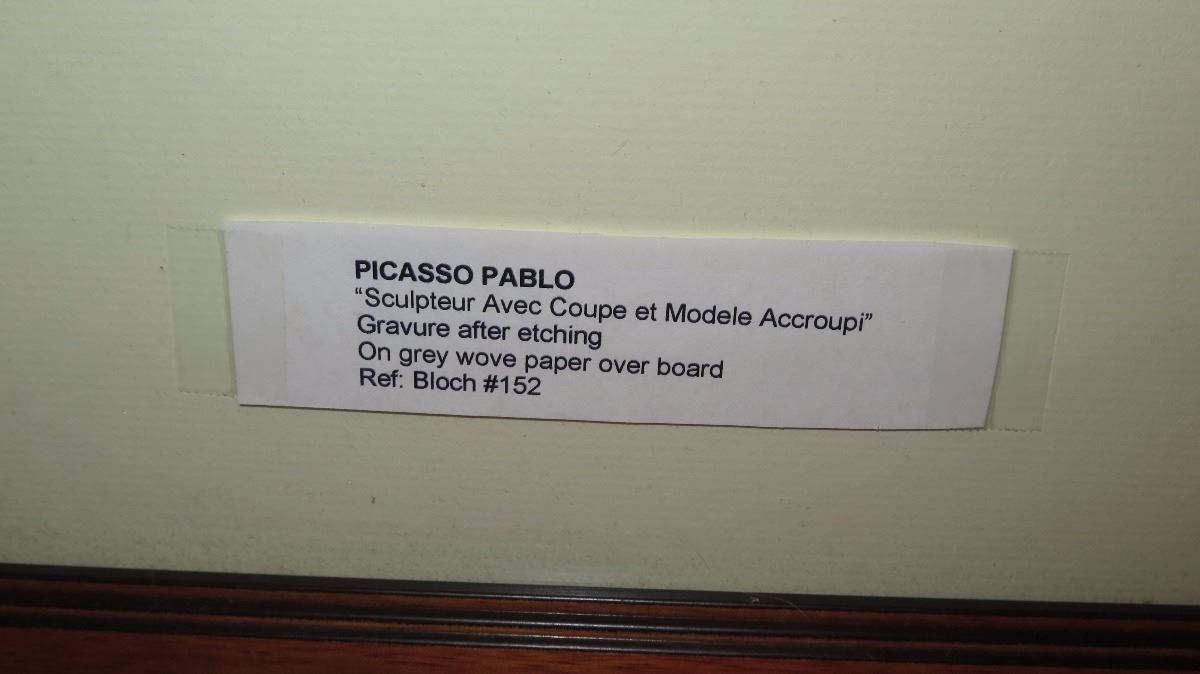 PICASSO PABLO
“Sculpteur Avec Coupe et Modele Accroupi”
Gravure after etching
On grey wove paper over board
Ref: Bloch #152